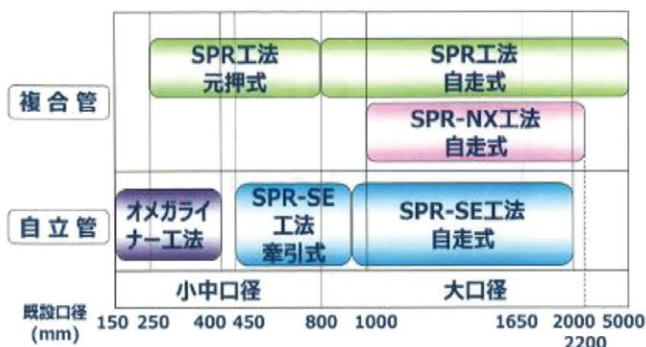 SPR工法
元押式
SPR工法
自走式
複合管
SPR-NX工法
自走式
オメガライ
ナー工法
SPR-SE
工法
牽引式
SPR-SE工法
自走式
自立管
小中口径
大口径
既設口径
(mm)
150 250 400 450 800 1000 1650 2000 5000
2200